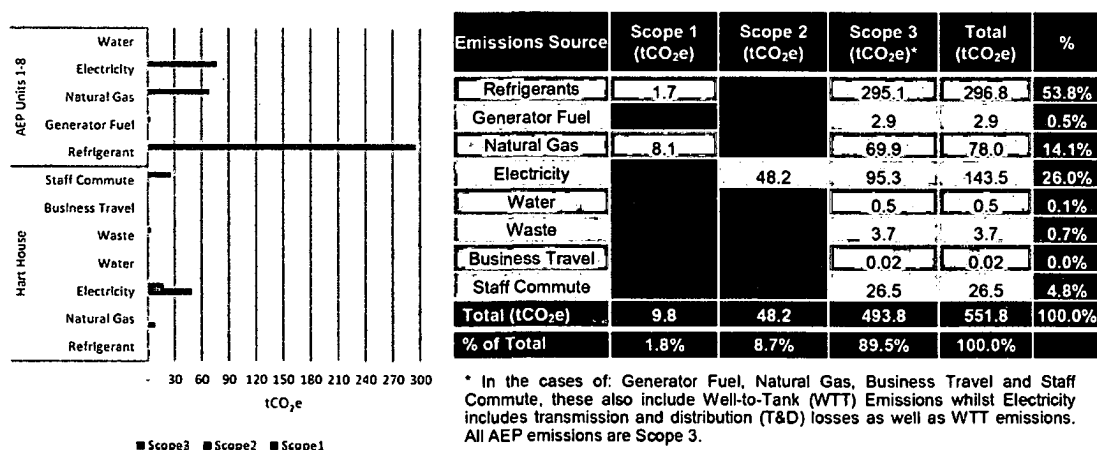 AEP Units 1-8
Water
Electricity
Natural Gas
Generator Fuel
Refrigerant
Hart House
Staff Commute
Business Travel
Waste
Water
Electricity
Natural Gas
Refrigerant
- 30 60 90 120 150 180 210 240 270 300
tCO₂e
Scope3 Scope2 Scope1
Emissions Source Scope 1 (tCO₂e) Scope 2 (tCO₂e) Scope 3 (tCO₂e)* Total (tCO₂e) %
Refrigerants 1.7 295.1 296.8 53.8%
Generator Fuel 2.9 2.9 0.5%
Natural Gas 8.1 69.9 78.0 14.1%
Electricity 48.2 95.3 143.5 26.0%
Water 0.5 0.5 0.1%
Waste 3.7 3.7 0.7%
Business Travel 0.02 0.02 0.0%
Staff Commute 26.5 26.5 4.8%
Total (tCO₂e) 9.8 48.2 493.8 551.8 100.0%
% of Total 1.8% 8.7% 89.5% 100.0%
* In the cases of: Generator Fuel, Natural Gas, Business Travel and Staff
Commute, these also include Well-to-Tank (WTT) Emissions whilst Electricity
includes transmission and distribution (T&D) losses as well as WTT emissions.
All AEP emissions are Scope 3.